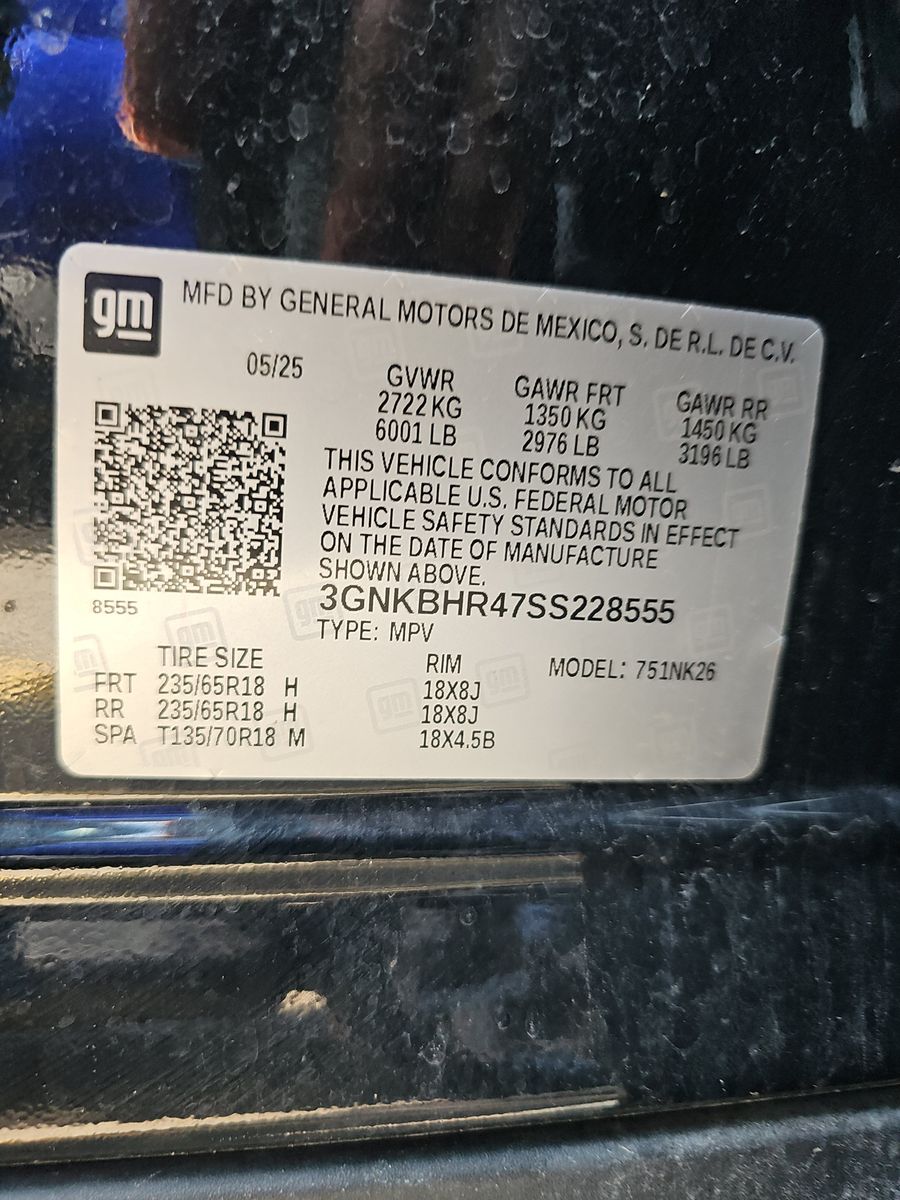 gm
MFD BY GENERAL MOTORS DE MEXICO, S. DE R.L. DE C.V.
05/25
GVWR GAWR FRT GAWR RR
2722 KG 1350 KG 1450 KG
6001 LB 2976 LB 3196 LB
THIS VEHICLE CONFORMS TO ALL
APPLICABLE U.S. FEDERAL MOTOR
VEHICLE SAFETY STANDARDS IN EFFECT
ON THE DATE OF MANUFACTURE
SHOWN ABOVE.
8555
3GNKBHR47SS228555
TYPE: MPV
TIRE SIZE RIM MODEL: 751NK26
FRT 235/65R18 H 18X8J
RR 235/65R18 H 18X8J
SPA T135/70R18 M 18X4.5B